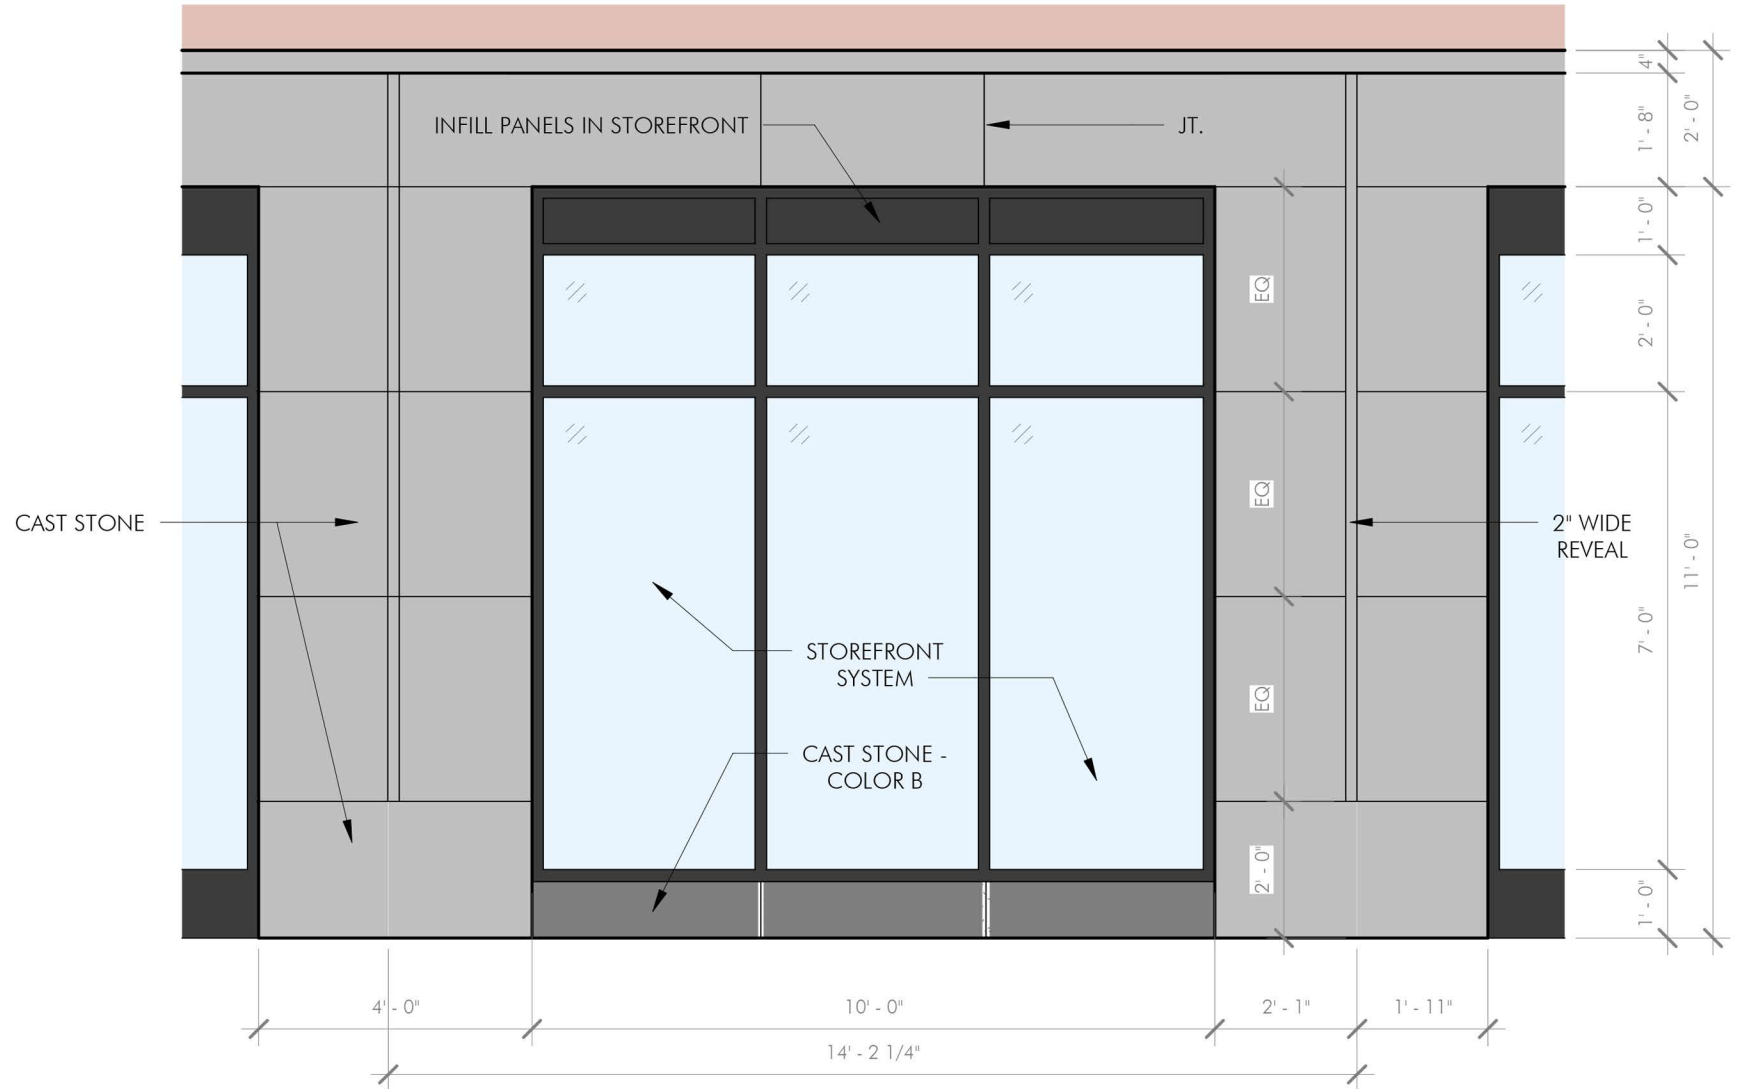 4"
INFILL PANELS IN STOREFRONT
JT.
1' - 8"
2' - 0"
1' - 0"
EQ
2' - 0"
EQ
CAST STONE
2" WIDE
REVEAL
11' - 0"
7' - 0"
STOREFRONT
SYSTEM
EQ
CAST STONE -
COLOR B
2' - 0"
1' - 0"
4' - 0"
10' - 0"
2' - 1"
1' - 11"
14' - 2 1/4"